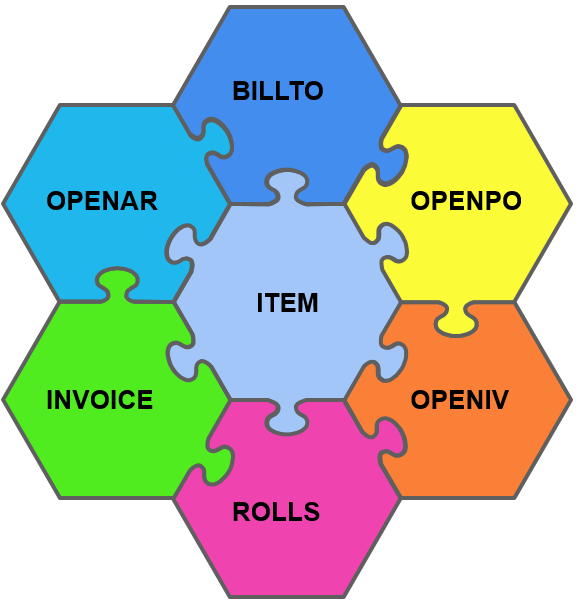 BILLTO
OPENAR
OPENPO
ITEM
INVOICE
OPENIV
ROLLS